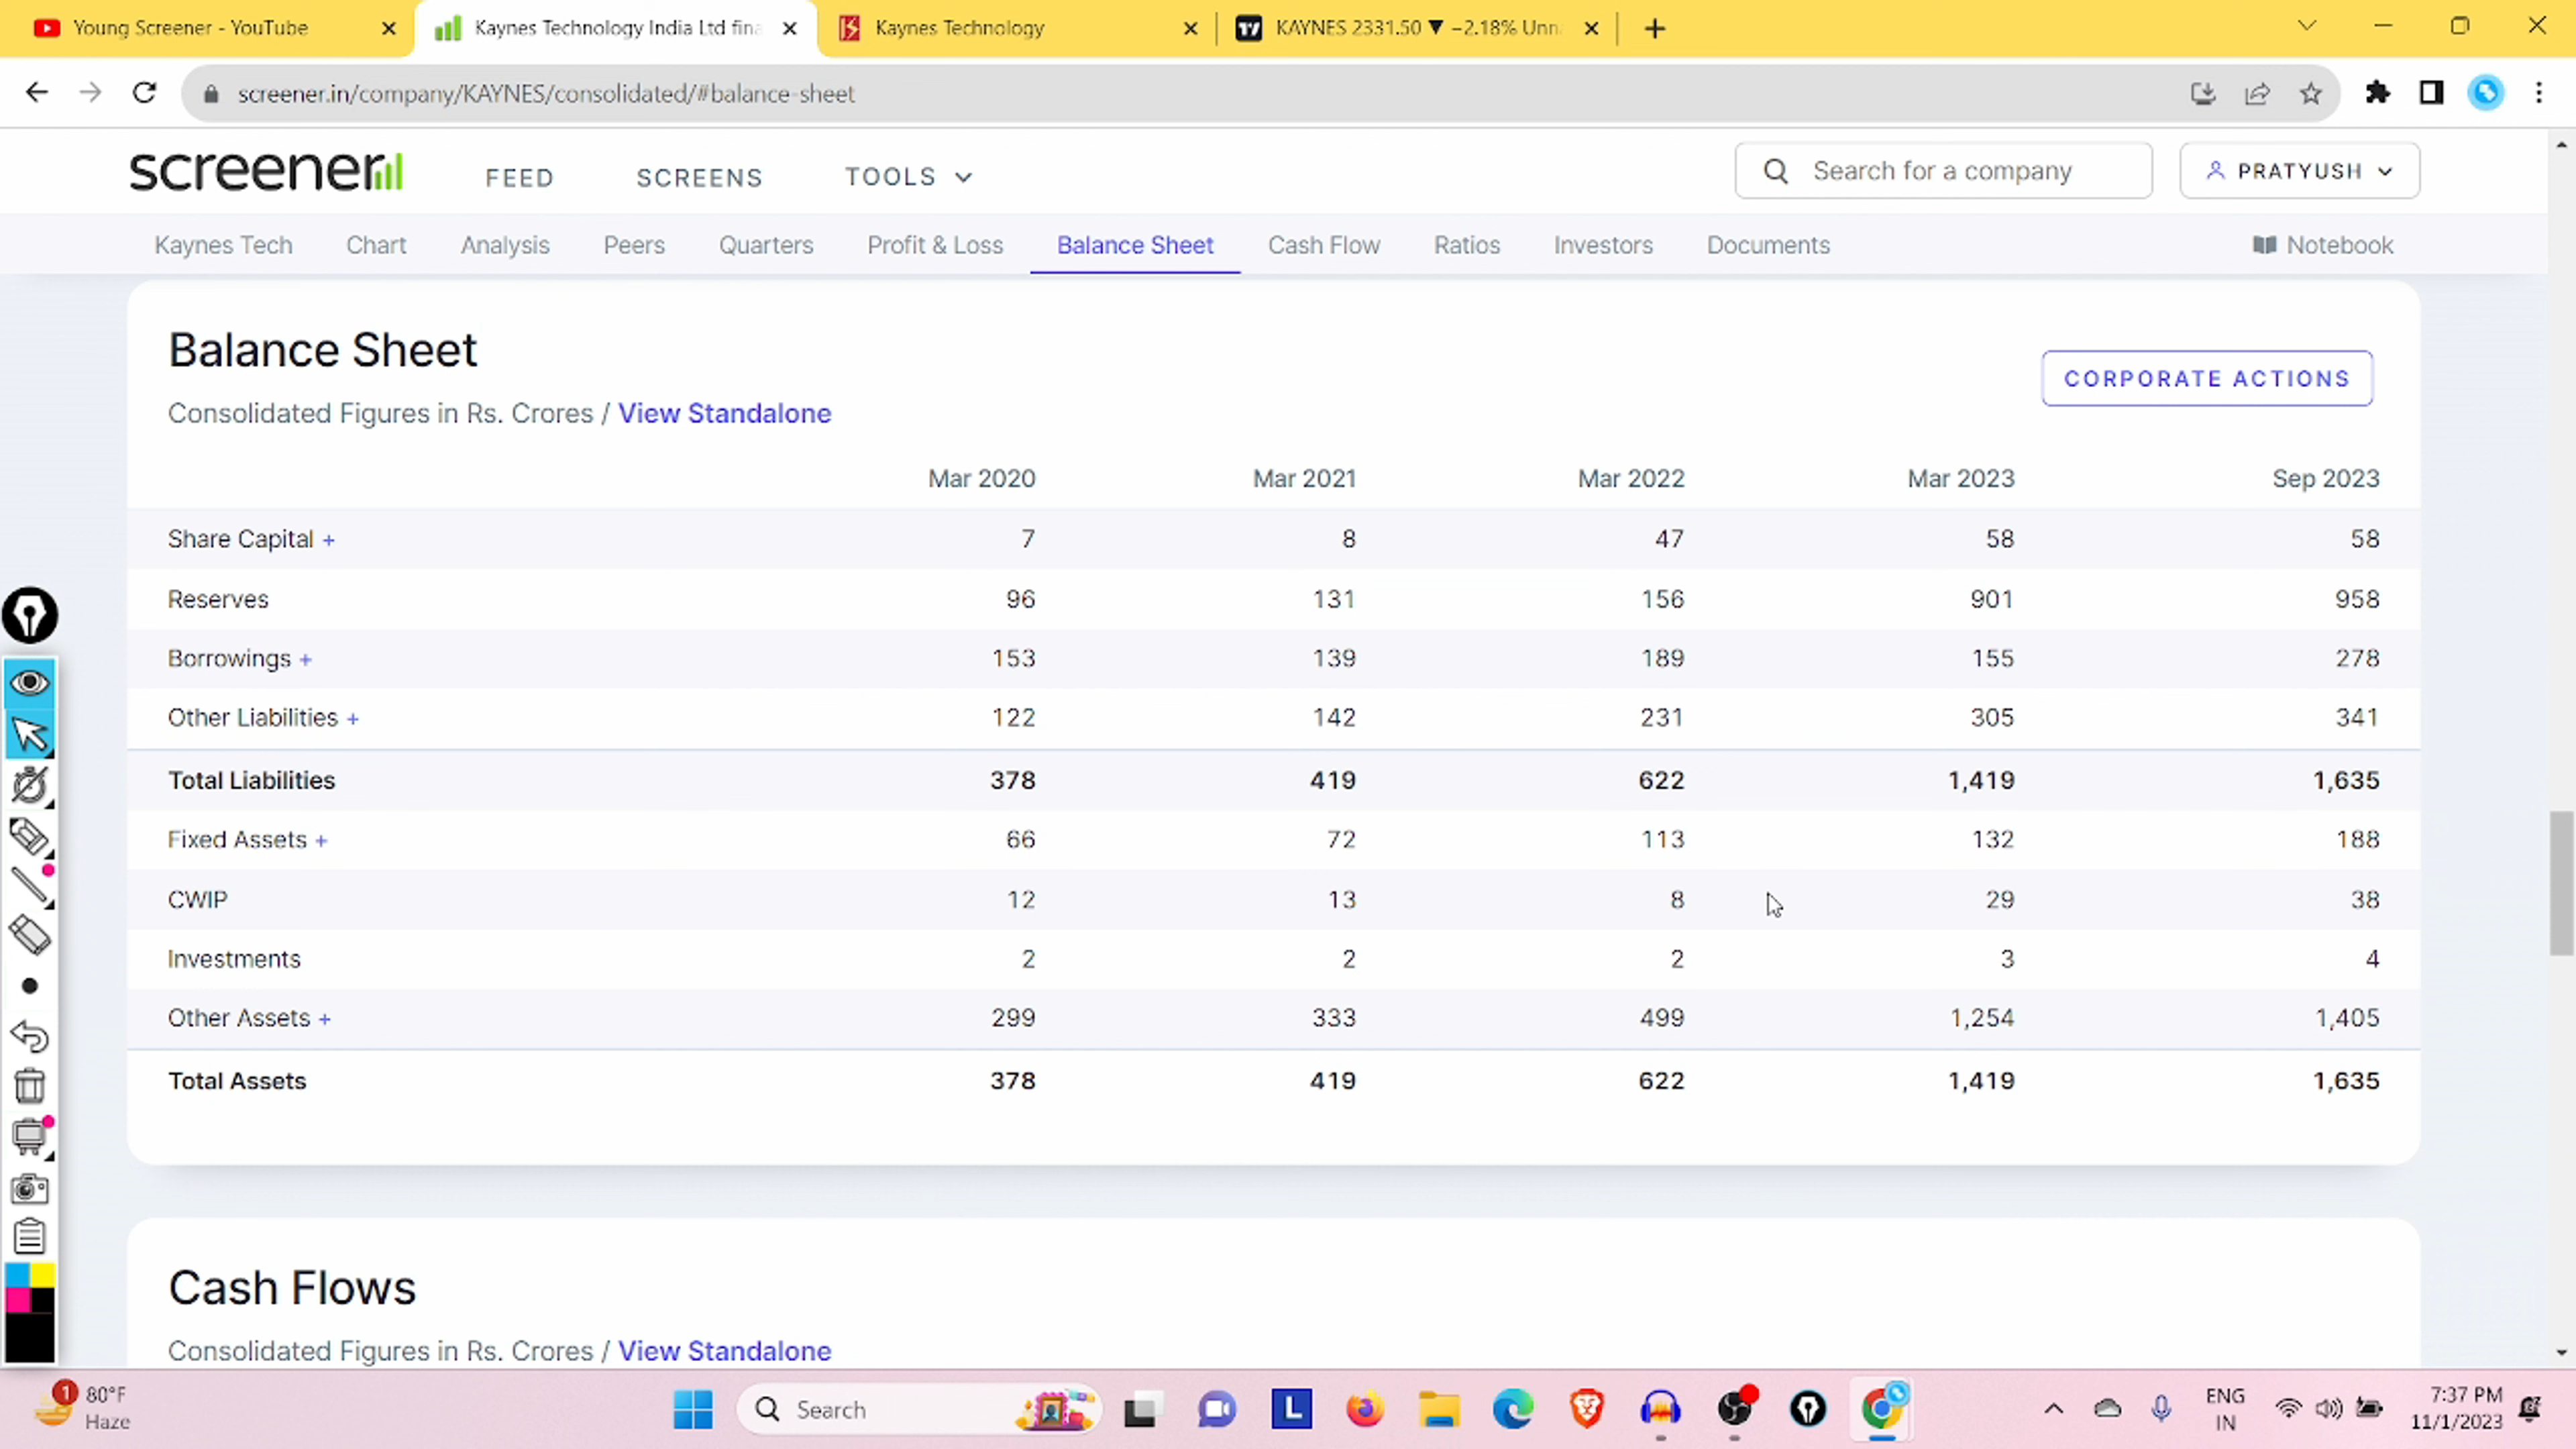 Young Screener - YouTube
Kaynes Technology India Ltd fina
Kaynes Technology
KAYNES 2331.50 ▼ −2.18% Unn
screener.in/company/KAYNES/consolidated/#balance-sheet
screener
FEED
SCREENS
TOOLS
Search for a company
PRATYUSH
Kaynes Tech
Chart
Analysis
Peers
Quarters
Profit & Loss
Balance Sheet
Cash Flow
Ratios
Investors
Documents
Notebook
Balance Sheet
CORPORATE ACTIONS
Consolidated Figures in Rs. Crores / View Standalone
Mar 2020 Mar 2021 Mar 2022 Mar 2023 Sep 2023
Share Capital + 7 8 47 58 58
Reserves 96 131 156 901 958
Borrowings + 153 139 189 155 278
Other Liabilities + 122 142 231 305 341
Total Liabilities 378 419 622 1,419 1,635
Fixed Assets + 66 72 113 132 188
CWIP 12 13 8 29 38
Investments 2 2 2 3 4
Other Assets + 299 333 499 1,254 1,405
Total Assets 378 419 622 1,419 1,635
Cash Flows
Consolidated Figures in Rs. Crores / View Standalone
1
80°F
Haze
Search
L
ENG
IN
7:37 PM
11/1/2023